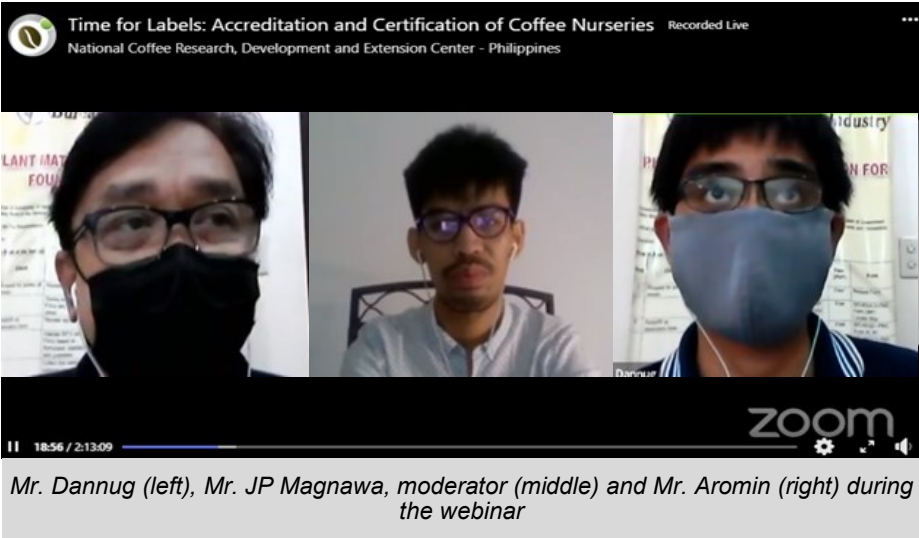 Time for Labels: Accreditation and Certification of Coffee Nurseries Recorded Live
National Coffee Research, Development and Extension Center - Philippines
LANT MAT
FOU
dustry
N FOR
Dannug
zoom
18:56 / 2:13:09
Mr. Dannug (left), Mr. JP Magnawa, moderator (middle) and Mr. Aromin (right) during
the webinar